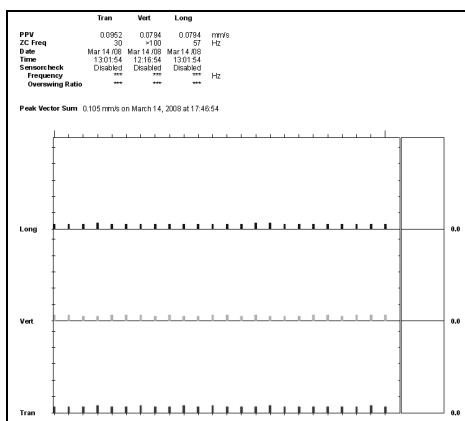 Tran Vert Long
PPV 0.0952 0.0794 0.0794 mm/s
ZC Freq 30 >100 57 Hz
Date Mar 14 /08 Mar 14 /08 Mar 14 /08
Time 13:01:54 12:16:54 13:01:54
Sensorcheck Disabled Disabled Disabled
Frequency *** *** *** Hz
Overswing Ratio *** *** ***
Peak Vector Sum 0.105 mm/s on March 14, 2008 at 17:46:54
Long 0.0
Vert 0.0
Tran 0.0